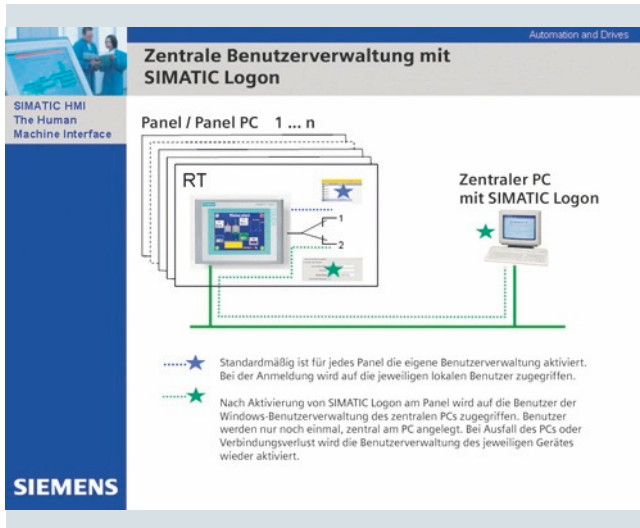 Automation and Drives
Zentrale Benutzerverwaltung mit
SIMATIC Logon
SIMATIC HMI
The Human
Machine Interface
Panel / Panel PC 1 ... n
RT
1
2
Zentraler PC
mit SIMATIC Logon
Standardmäßig ist für jedes Panel die eigene Benutzerverwaltung aktiviert.
Bei der Anmeldung wird auf die jeweiligen lokalen Benutzer zugegriffen.
Nach Aktivierung von SIMATIC Logon am Panel wird auf die Benutzer der
Windows-Benutzerverwaltung des zentralen PCs zugegriffen. Benutzer
werden nur noch einmal, zentral am PC angelegt. Bei Ausfall des PCs oder
Verbindungsverlust wird die Benutzerverwaltung des jeweiligen Gerätes
wieder aktiviert.
SIEMENS